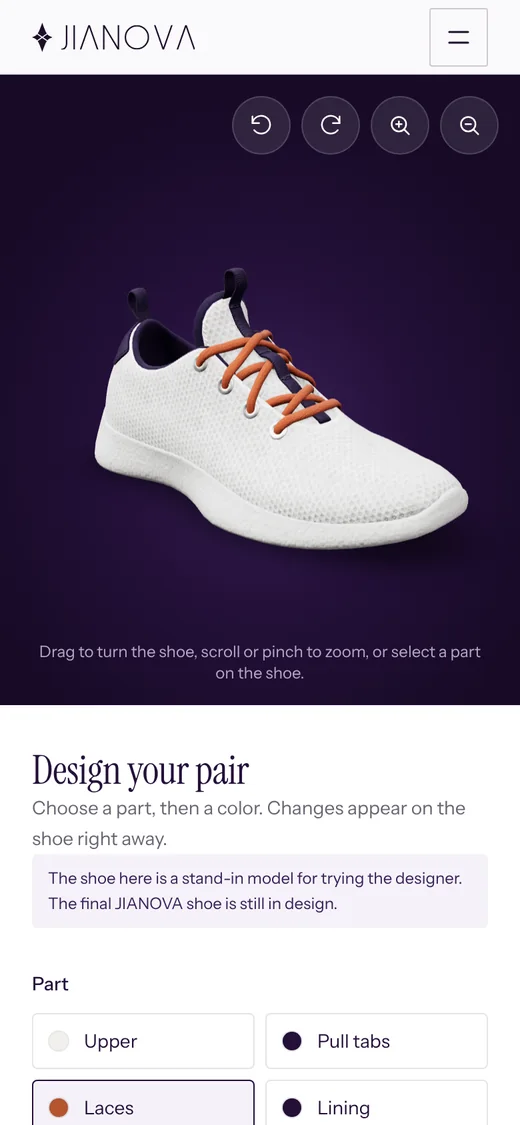 JIANOVA
Drag to turn the shoe, scroll or pinch to zoom, or select a part
on the shoe.
Design your pair
Choose a part, then a color. Changes appear on the
shoe right away.
The shoe here is a stand-in model for trying the designer.
The final JIANOVA shoe is still in design.
Part
Upper
Pull tabs
Laces
Lining